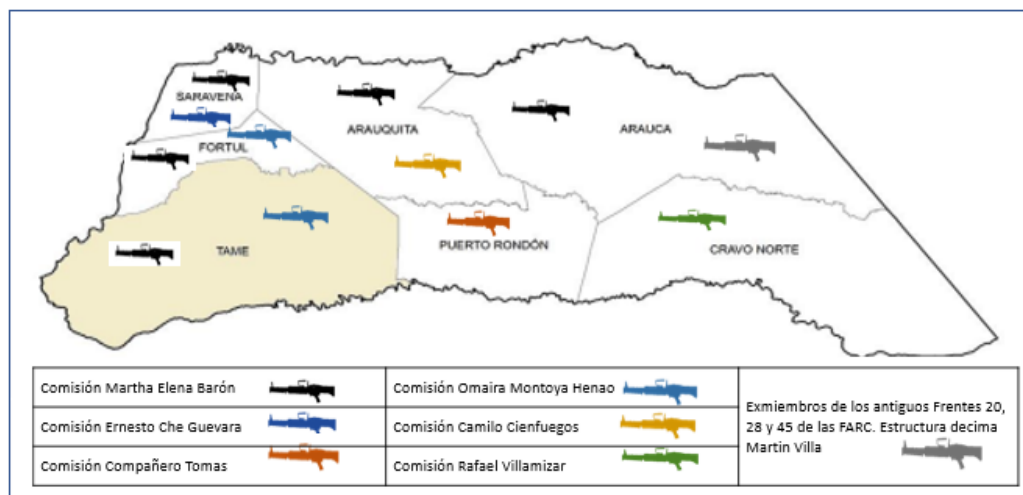 SARAVENA
ARAUQUITA
ARAUCA
FORTUL
TAME
PUERTO RONDÓN
CRAVO NORTE
Comisión Martha Elena Barón
Comisión Omaira Montoya Henao
Exmiembros de los antiguos Frentes 20,
28 y 45 de las FARC. Estructura decima
Martin Villa
Comisión Ernesto Che Guevara
Comisión Camilo Cienfuegos
Comisión Compañero Tomas
Comisión Rafael Villamizar